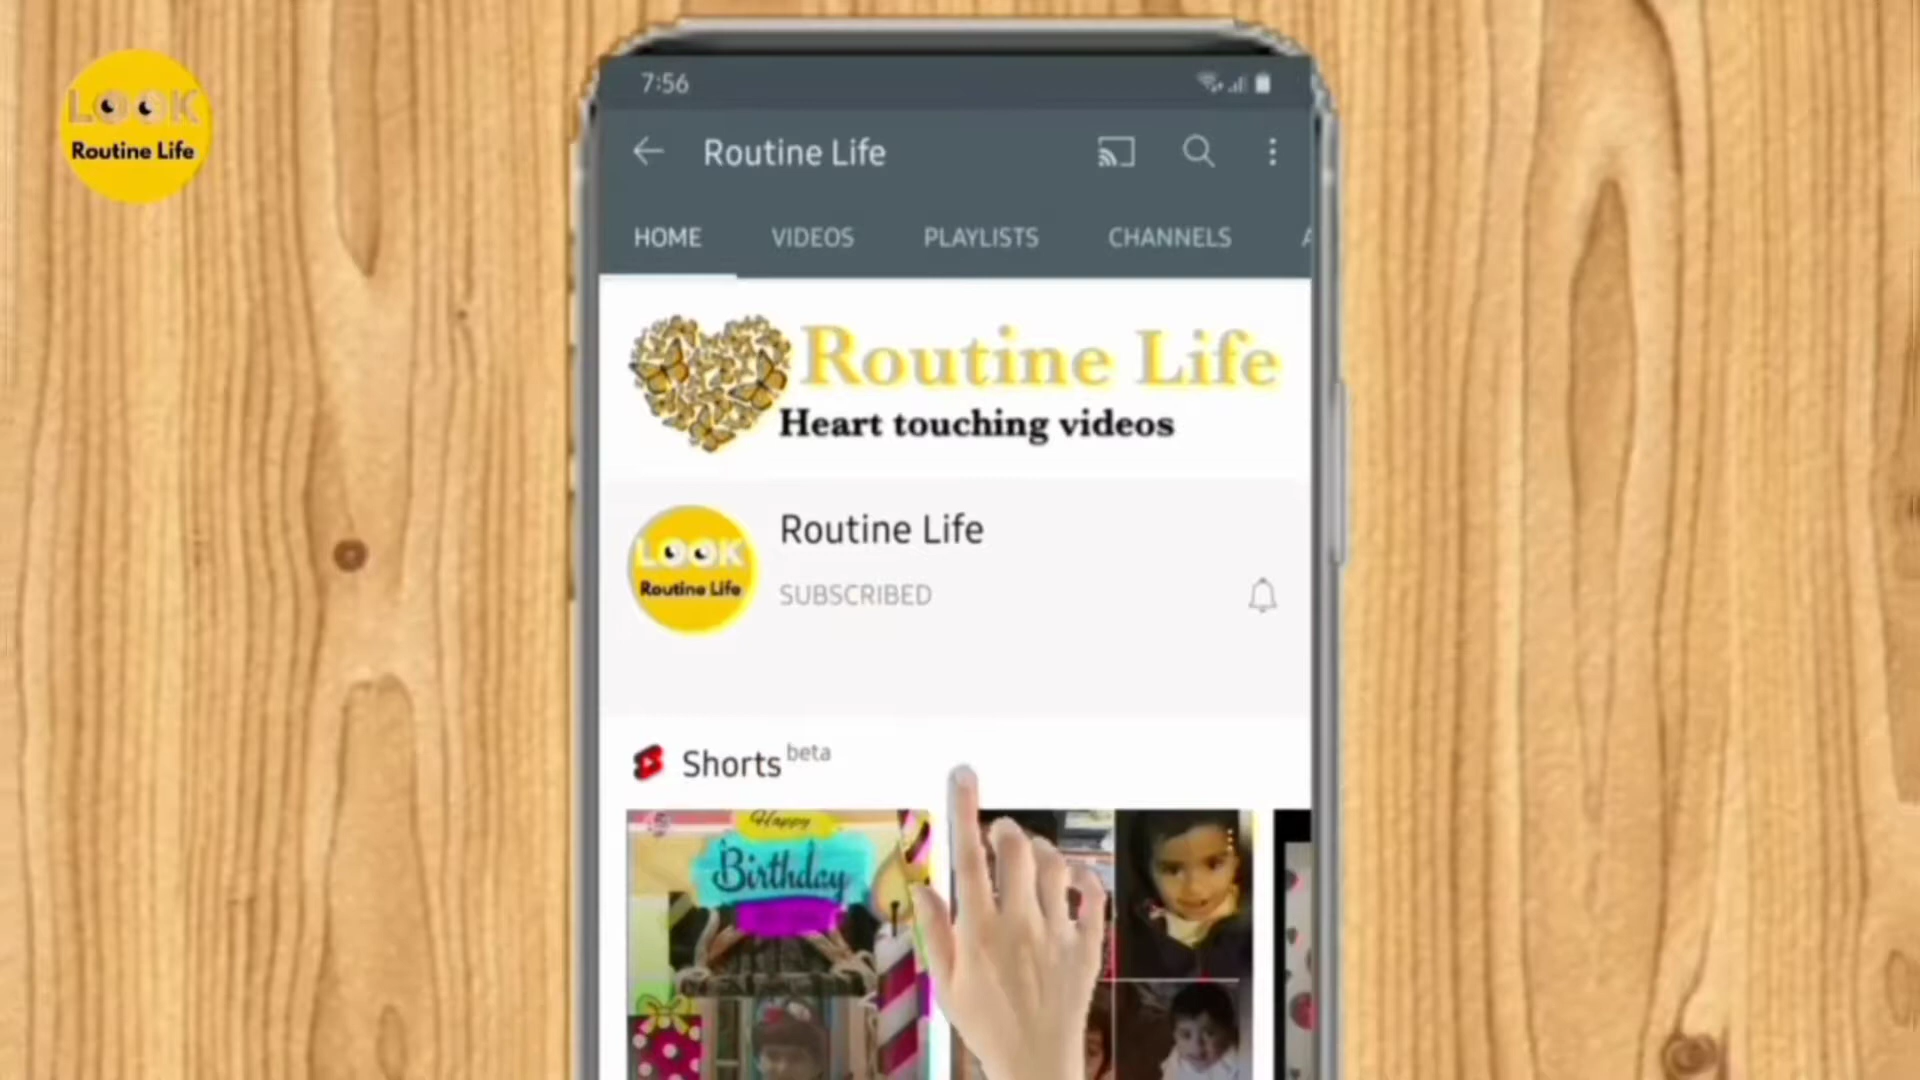 LOOK
Routine Life
7:56
Routine Life
HOME VIDEOS PLAYLISTS CHANNELS A
Routine Life
Heart touching videos
LOOK
Routine Life
Routine Life
SUBSCRIBED
Shorts beta
Happy
Birthday